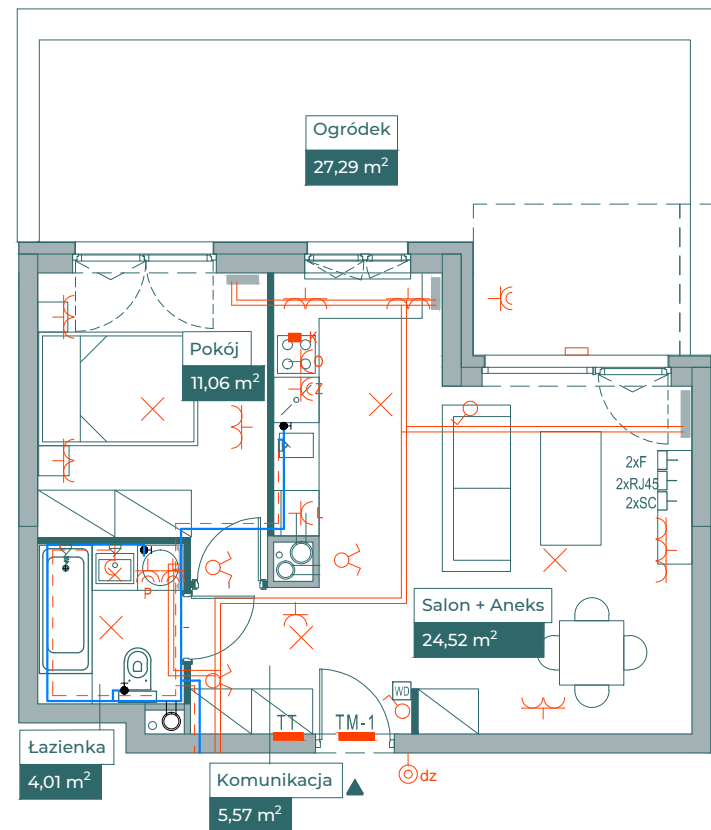 Ogródek
27,29 m²
Pokój
11,06 m²
K
O
Z
L
2xF
2xRJ45
2xSC
P
Salon + Aneks
24,52 m²
WD
TT
TM-1
Łazienka
4,01 m²
Komunikacja
5,57 m²
dz